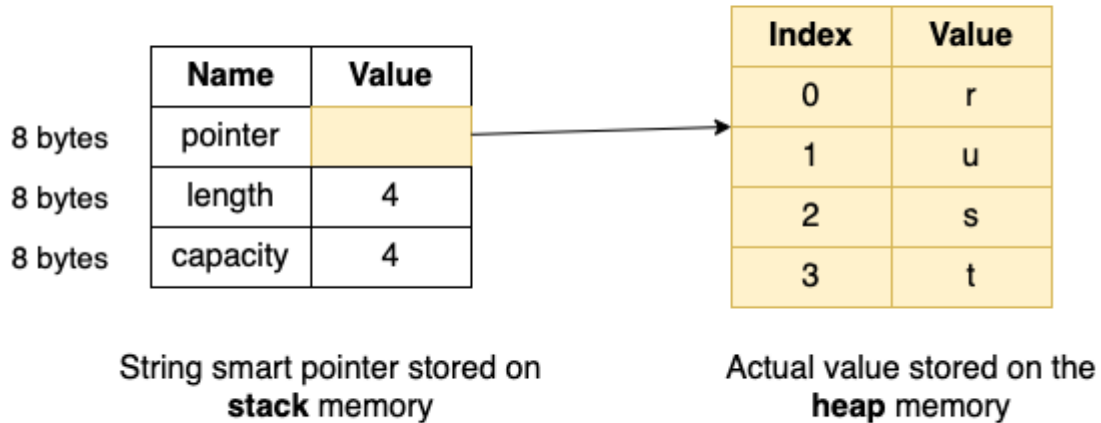 Name Value
8 bytes pointer
8 bytes length 4
8 bytes capacity 4
String smart pointer stored on
stack memory
Index Value
0 r
1 u
2 s
3 t
Actual value stored on the
heap memory